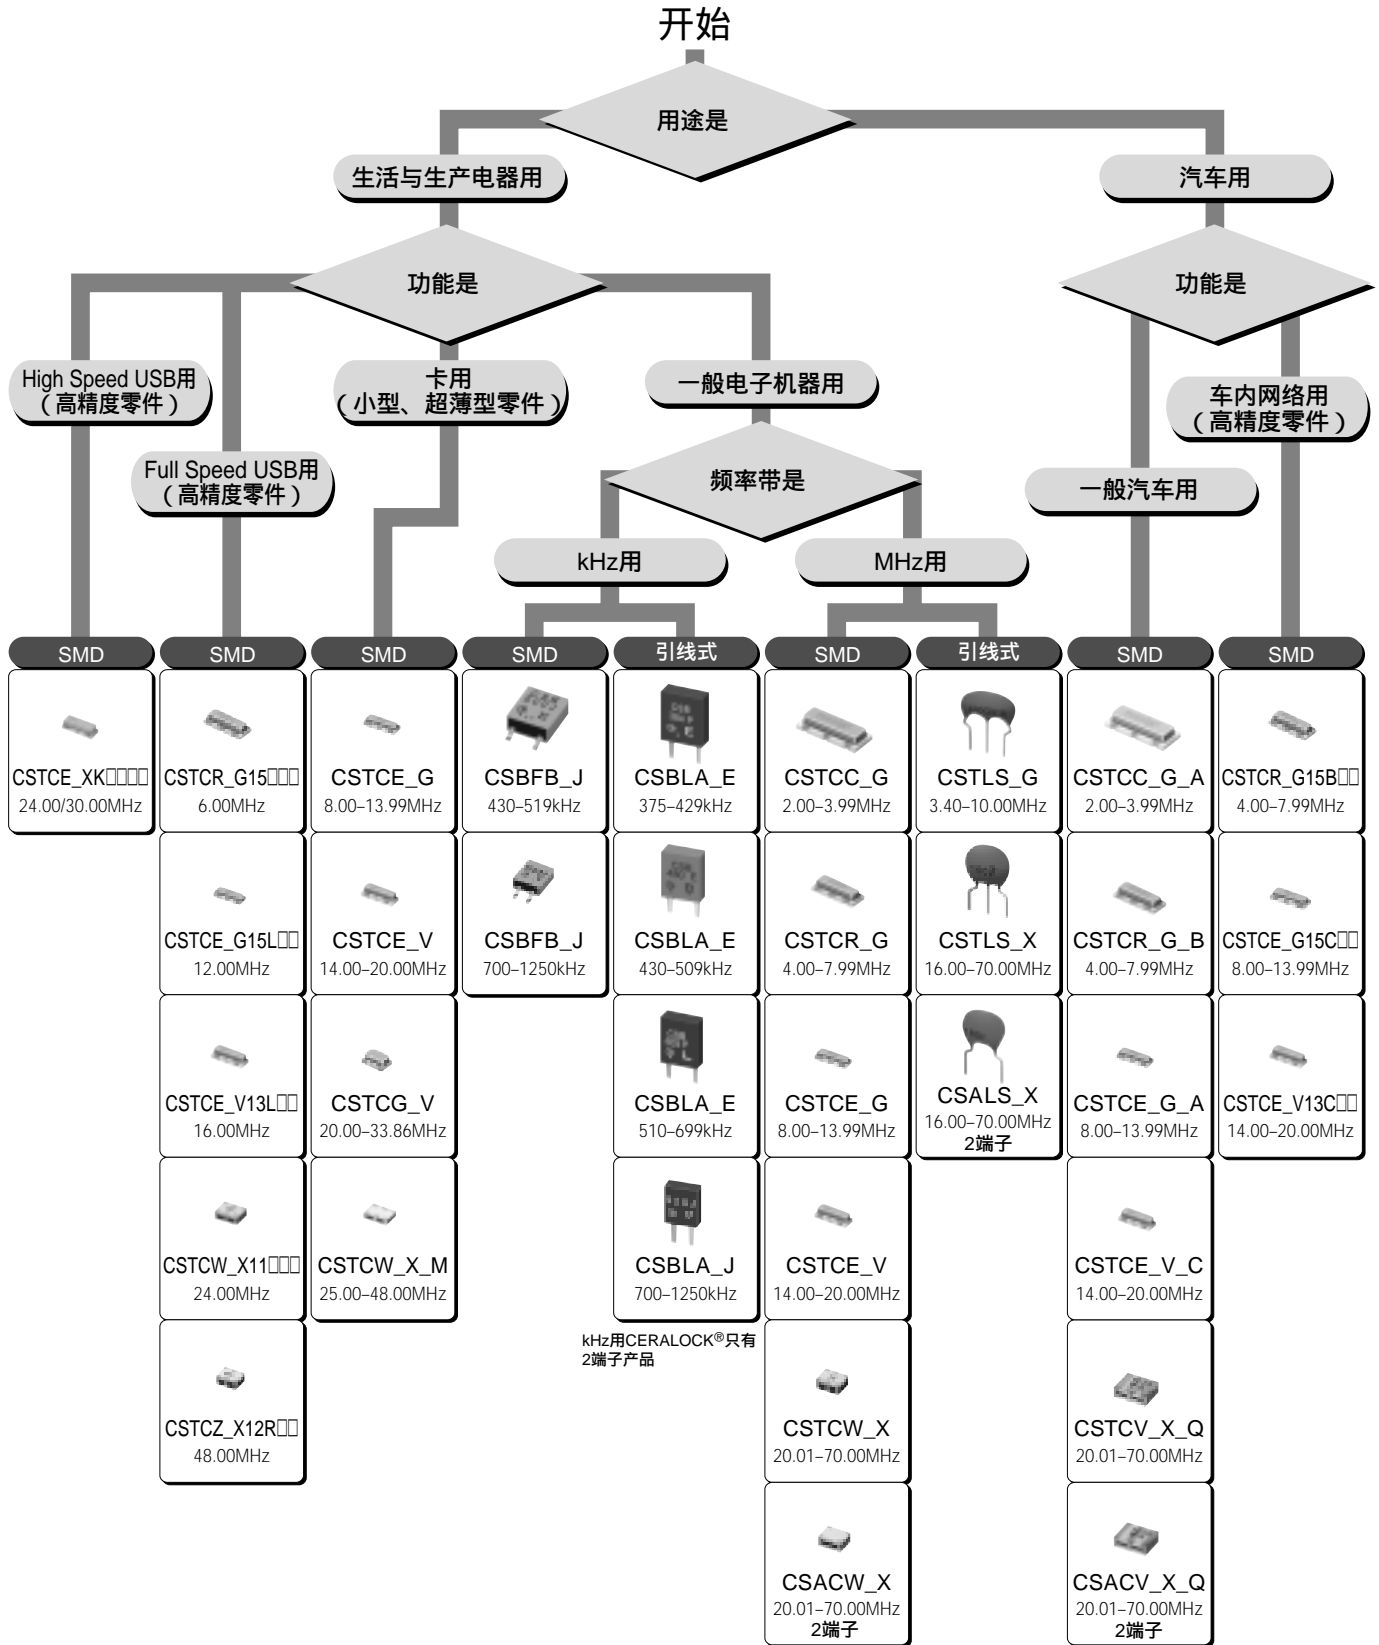 开始
用途是
生活与生产电器用
汽车用
功能是
功能是
High Speed USB用
（高精度零件）
卡用
（小型、超薄型零件）
一般电子机器用
车内网络用
（高精度零件）
Full Speed USB用
（高精度零件）
频率带是
一般汽车用
kHz用
MHz用
SMD
CSTCE_XK□□□□
24.00/30.00MHz
SMD
CSTCR_G15□□□
6.00MHz
CSTCE_G15L□□
12.00MHz
CSTCE_V13L□□
16.00MHz
CSTCW_X11□□□
24.00MHz
CSTCZ_X12R□□
48.00MHz
SMD
CSTCE_G
8.00–13.99MHz
CSTCE_V
14.00–20.00MHz
CSTCG_V
20.00–33.86MHz
CSTCW_X_M
25.00–48.00MHz
SMD
CSBFB_J
430–519kHz
CSBFB_J
700–1250kHz
引线式
CSBLA_E
375–429kHz
CSBLA_E
430–509kHz
CSBLA_E
510–699kHz
CSBLA_J
700–1250kHz
kHz用CERALOCK®只有
2端子产品
SMD
CSTCC_G
2.00–3.99MHz
CSTCR_G
4.00–7.99MHz
CSTCE_G
8.00–13.99MHz
CSTCE_V
14.00–20.00MHz
CSTCW_X
20.01–70.00MHz
CSACW_X
20.01–70.00MHz
2端子
引线式
CSTLS_G
3.40–10.00MHz
CSTLS_X
16.00–70.00MHz
CSALS_X
16.00–70.00MHz
2端子
SMD
CSTCC_G_A
2.00–3.99MHz
CSTCR_G_B
4.00–7.99MHz
CSTCE_G_A
8.00–13.99MHz
CSTCE_V_C
14.00–20.00MHz
CSTCV_X_Q
20.01–70.00MHz
CSACV_X_Q
20.01–70.00MHz
2端子
SMD
CSTCR_G15B□□
4.00–7.99MHz
CSTCE_G15C□□
8.00–13.99MHz
CSTCE_V13C□□
14.00–20.00MHz